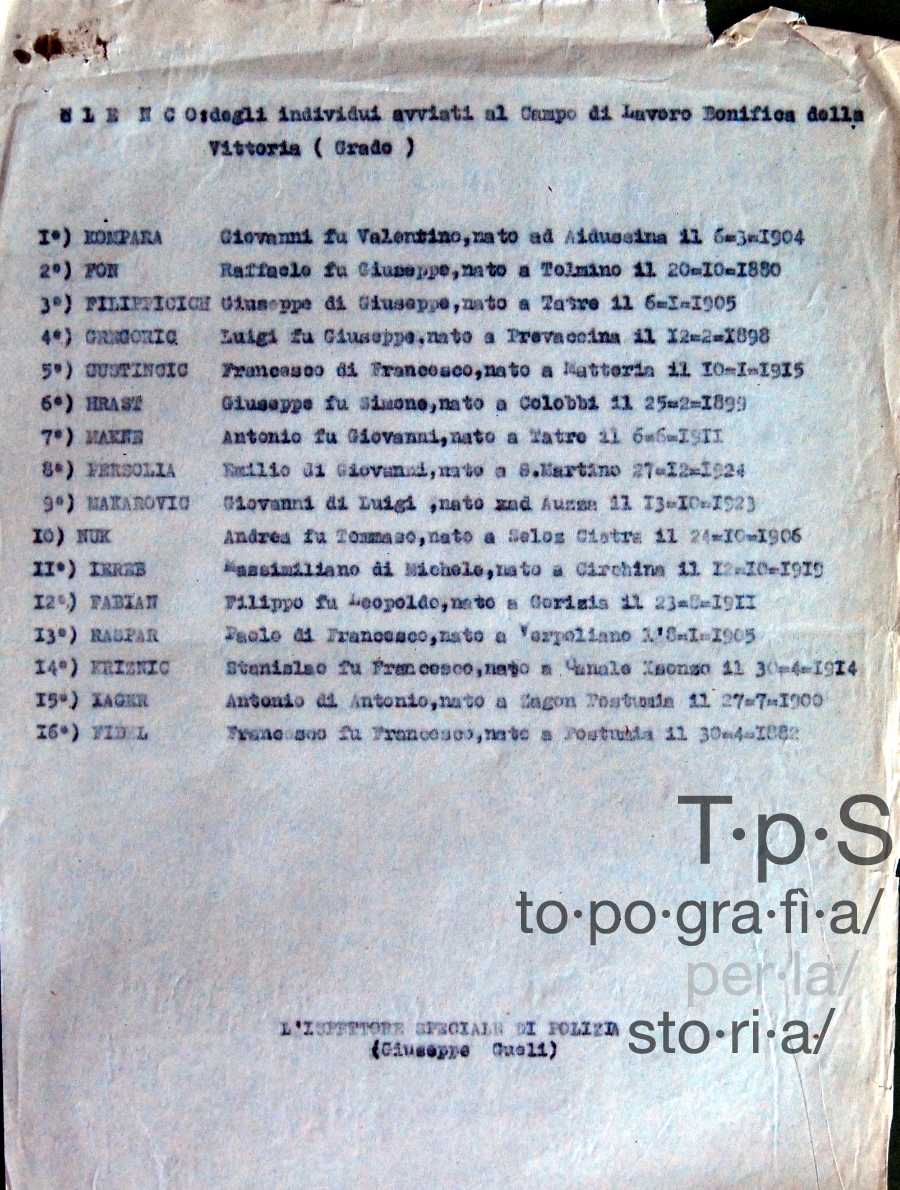 E L E N C O:degli individui avviati al Campo di Lavoro Bonifica della
Vittoria ( Grado )
1°) KOMPARA Giovanni fu Valentino,nato ad Aidussina il 6=3=1904
2°) FON Raffaele fu Giuseppe,nato a Tolmino il 20=10=1880
3°) FILIPPICICH Giuseppe di Giuseppe,nato a Tatre il 6=1=1905
4°) GREGORIC Luigi fu Giuseppe,nato a Prevaccina il 12=2=1898
5°) GUSTINCIC Francesco di Francesco,nato a Matteria il 10=1=1915
6°) HRAST Giuseppe fu Simone,nato a Colobbi il 25=2=1899
7°) MAKNE Antonio fu Giovanni,nato a Tatre il 6=6=1911
8°) PERSOLIA Emilio di Giovanni,nato a S.Martino 27=12=1924
9°) MAKAROVIC Giovanni di Luigi ,nato xad Auzza il 13=10=1923
10) NUK Andrea fu Tommaso,nato a Seloz Cistra il 24=10=1906
11°) IEREB Massimiliano di Michele,nato a Circhina il 12=10=1919
12°) FABIAN Filippo fu Leopoldo,nato a Gorizia il 23=8=1911
13°) RASPAR Paolo di Francesco,nato a Verpoliano l'8=1=1905
14°) KRIZNIC Stanislao fu Francesco,nato a Canale Isonzo il 30=4=1914
15°) IAGER Antonio di Antonio,nato a Zagon Postumia il 27=7=1900
16°) FIDEL Francesco fu Francesco,nato a Postumia il 30=4=1882
T·p·S
to·po·gra·fì·a/
per·la/
sto·ri·a/
L'ISPETTORE SPECIALE DI POLIZIA
(Giuseppe Gueli)